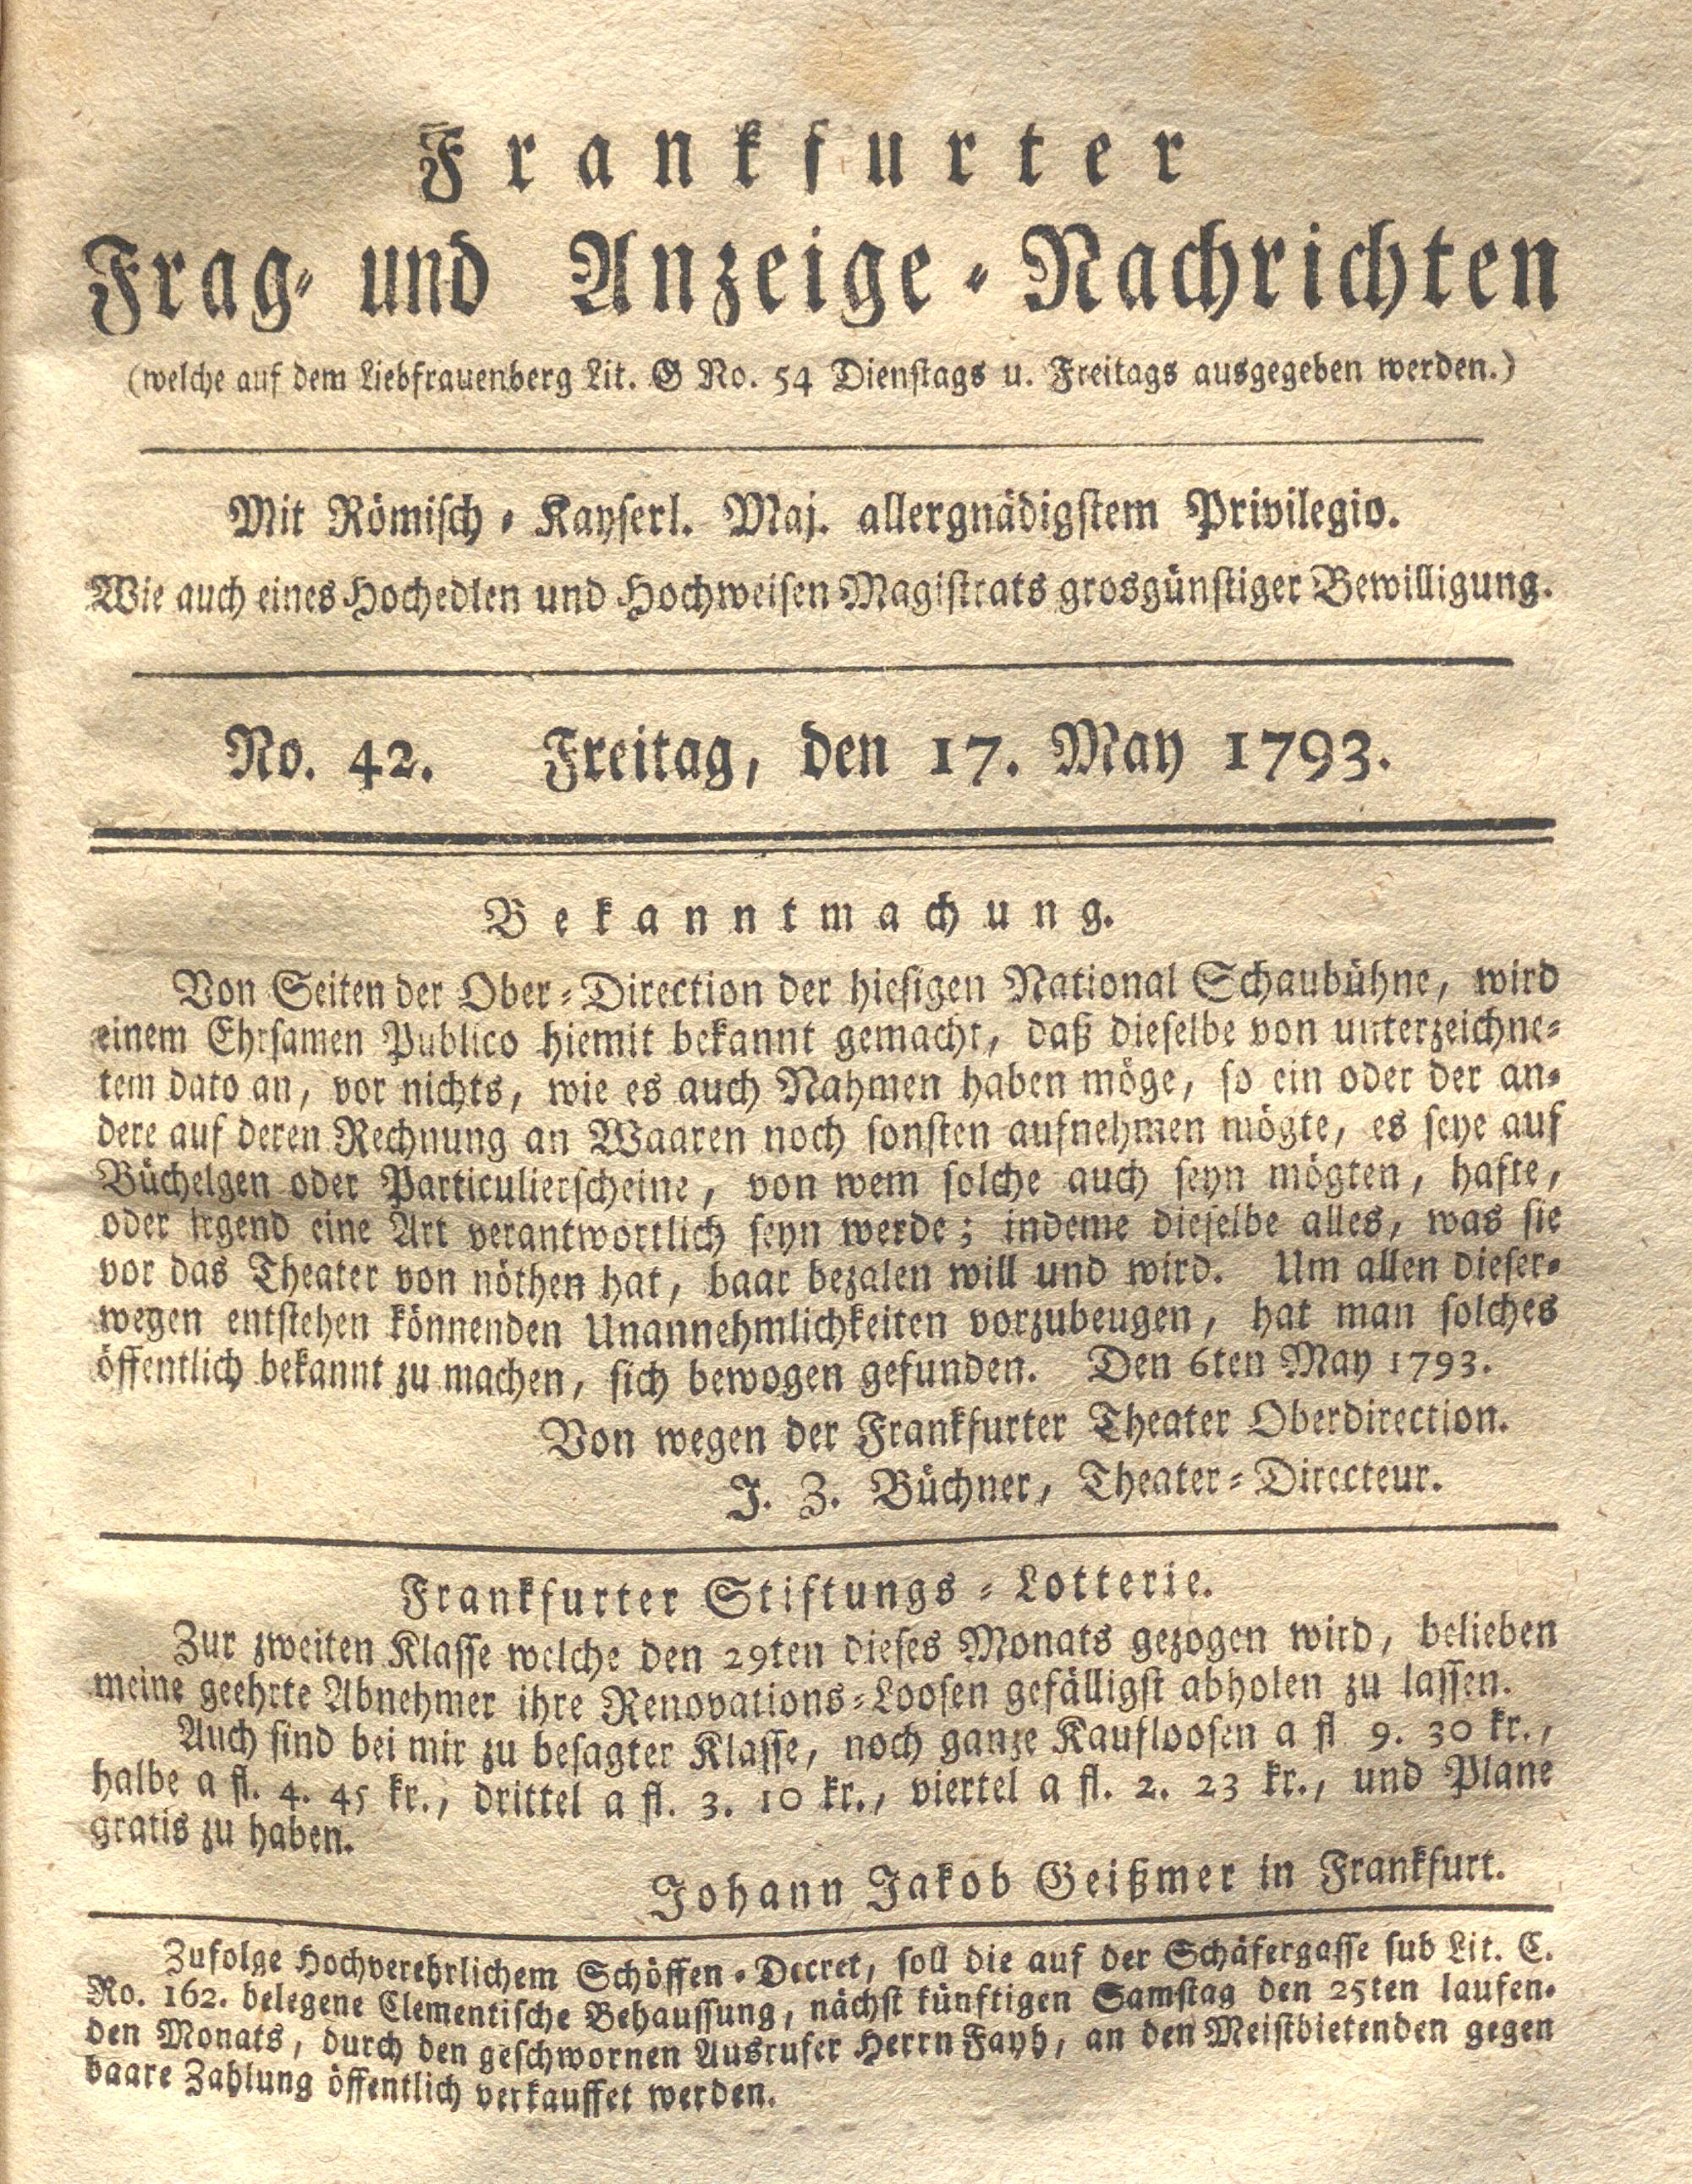 Frankfurter
Frag- und Anzeige-Nachrichten
(welche auf dem Liebfrauenberg Lit. G No. 54 Dienstags u. Freitags ausgegeben werden.)
Mit Römisch-Kayserl. Maj. allergnädigstem Privilegio.
Wie auch eines Hochedlen und Hochweisen Magistrats grosgünstiger Bewilligung.
No. 42. Freitag, den 17. May 1793.
Bekanntmachung.
Von Seiten der Ober-Direction der hiesigen National Schaubühne, wird
einem Ehrsamen Publico hiemit bekannt gemacht, daß dieselbe von unterzeichne-
tem dato an, vor nichts, wie es auch Nahmen haben möge, so ein oder der an-
dere auf deren Rechnung an Waaren noch sonsten aufnehmen mögte, es seye auf
Büchelgen oder Particulierscheine, von wem solche auch seyn mögten, hafte,
oder irgend eine Art verantwortlich seyn werde; indeme dieselbe alles, was sie
vor das Theater von nöthen hat, baar bezalen will und wird. Um allen dieser-
wegen entstehen könnenden Unannehmlichkeiten vorzubeugen, hat man solches
öffentlich bekannt zu machen, sich bewogen gefunden. Den 6ten May 1793.
Von wegen der Frankfurter Theater Oberdirection.
J. Z. Büchner, Theater-Directeur.
Frankfurter Stiftungs-Lotterie.
Zur zweiten Klasse welche den 29ten dieses Monats gezogen wird, belieben
meine geehrte Abnehmer ihre Renovations-Loosen gefälligst abholen zu lassen.
Auch sind bei mir zu besagter Klasse, noch ganze Kaufloosen a fl 9. 30 kr.,
halbe a fl. 4. 45 kr., drittel a fl. 3. 10 kr., viertel a fl. 2. 23 kr., und Plane
gratis zu haben.
Johann Jakob Geißmer in Frankfurt.
Zufolge Hochverehrlichem Schöffen-Decret, soll die auf der Schäfergasse sub Lit. C.
No. 162. belegene Clementische Behaussung, nächst künftigen Samstag den 25ten laufen-
den Monats, durch den geschwornen Ausrufer Herrn Fayh, an den Meistbietenden gegen
baare Zahlung öffentlich verkauffet werden.